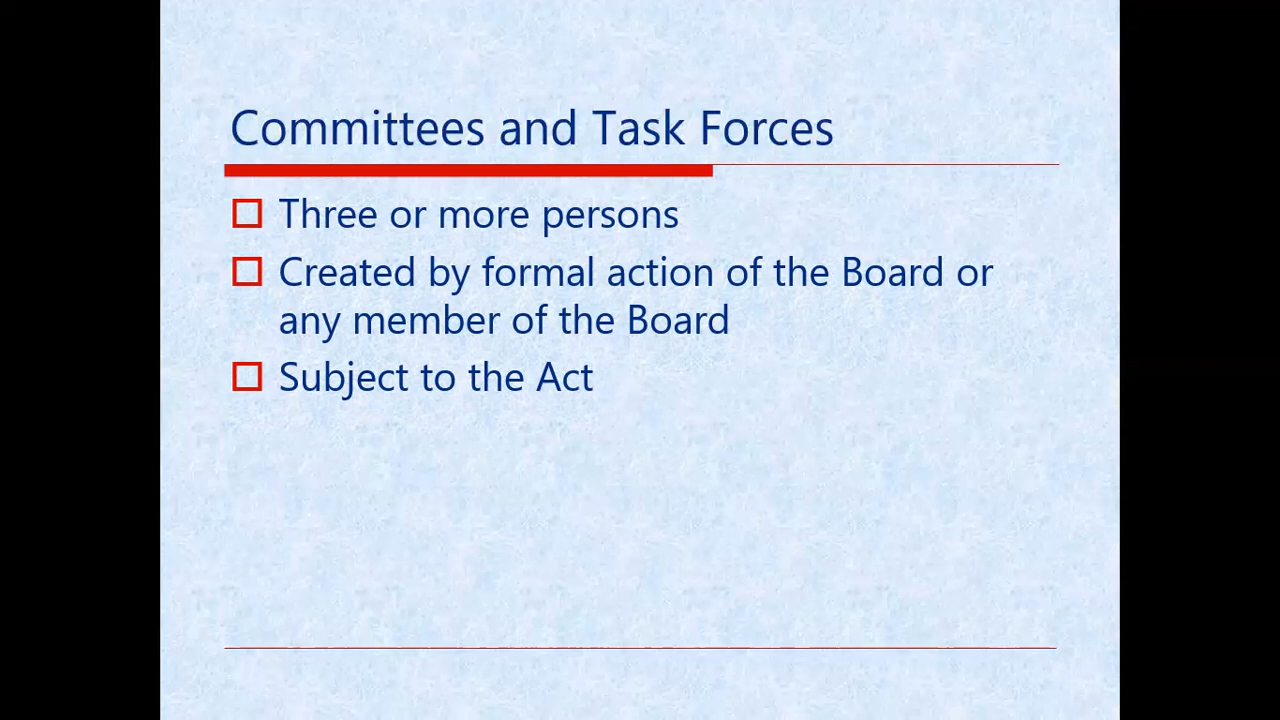 Committees and Task Forces
Three or more persons
Created by formal action of the Board or
any member of the Board
Subject to the Act